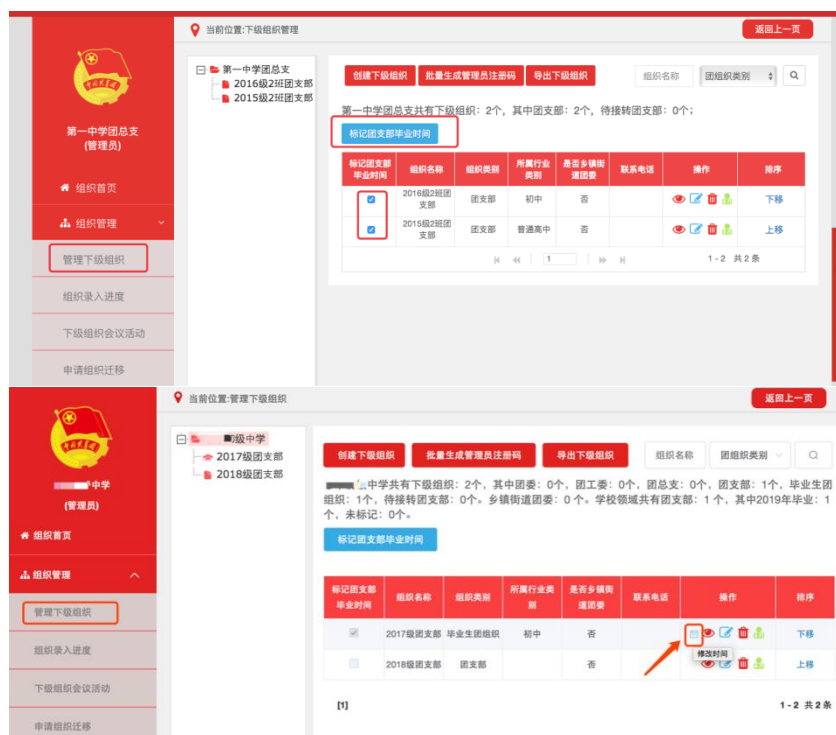 当前位置:下级组织管理
返回上一页
第一中学团总支
(管理员)
组织首页
组织管理
管理下级组织
组织录入进度
下级组织会议活动
申请组织迁移
第一中学团总支
2016级2班团支部
2015级2班团支部
创建下级组织 批量生成管理员注册码 导出下级组织 组织名称 团组织类别
第一中学团总支共有下级组织：2个，其中团支部：2个，待接转团支部：0个；
标记团支部毕业时间
标记团支部毕业时间 组织名称 组织类别 所属行业类别 是否乡镇街道团委 联系电话 操作 排序
2016级2班团支部 团支部 初中 否 下移
2015级2班团支部 团支部 普通高中 否 上移
1 1-2 共2条
当前位置:管理下级组织
返回上一页
中学
(管理员)
组织首页
组织管理
管理下级组织
组织录入进度
下级组织会议活动
申请组织迁移
级中学
2017级团支部
2018级团支部
创建下级组织 批量生成管理员注册码 导出下级组织 组织名称 团组织类别
中学共有下级组织：2个，其中团委：0个，团工委：0个，团总支：0个，团支部：1个，毕业生团
组织：1个，待接转团支部：0个。乡镇街道团委：0个。学校领域共有团支部：1个，其中2019年毕业：1
个，未标记：0个。
标记团支部毕业时间
标记团支部毕业时间 组织名称 组织类别 所属行业类别 是否乡镇街道团委 联系电话 操作 排序
2017级团支部 毕业生团组织 初中 否 下移
修改时间
2018级团支部 团支部 否 上移
[1] 1-2 共2条